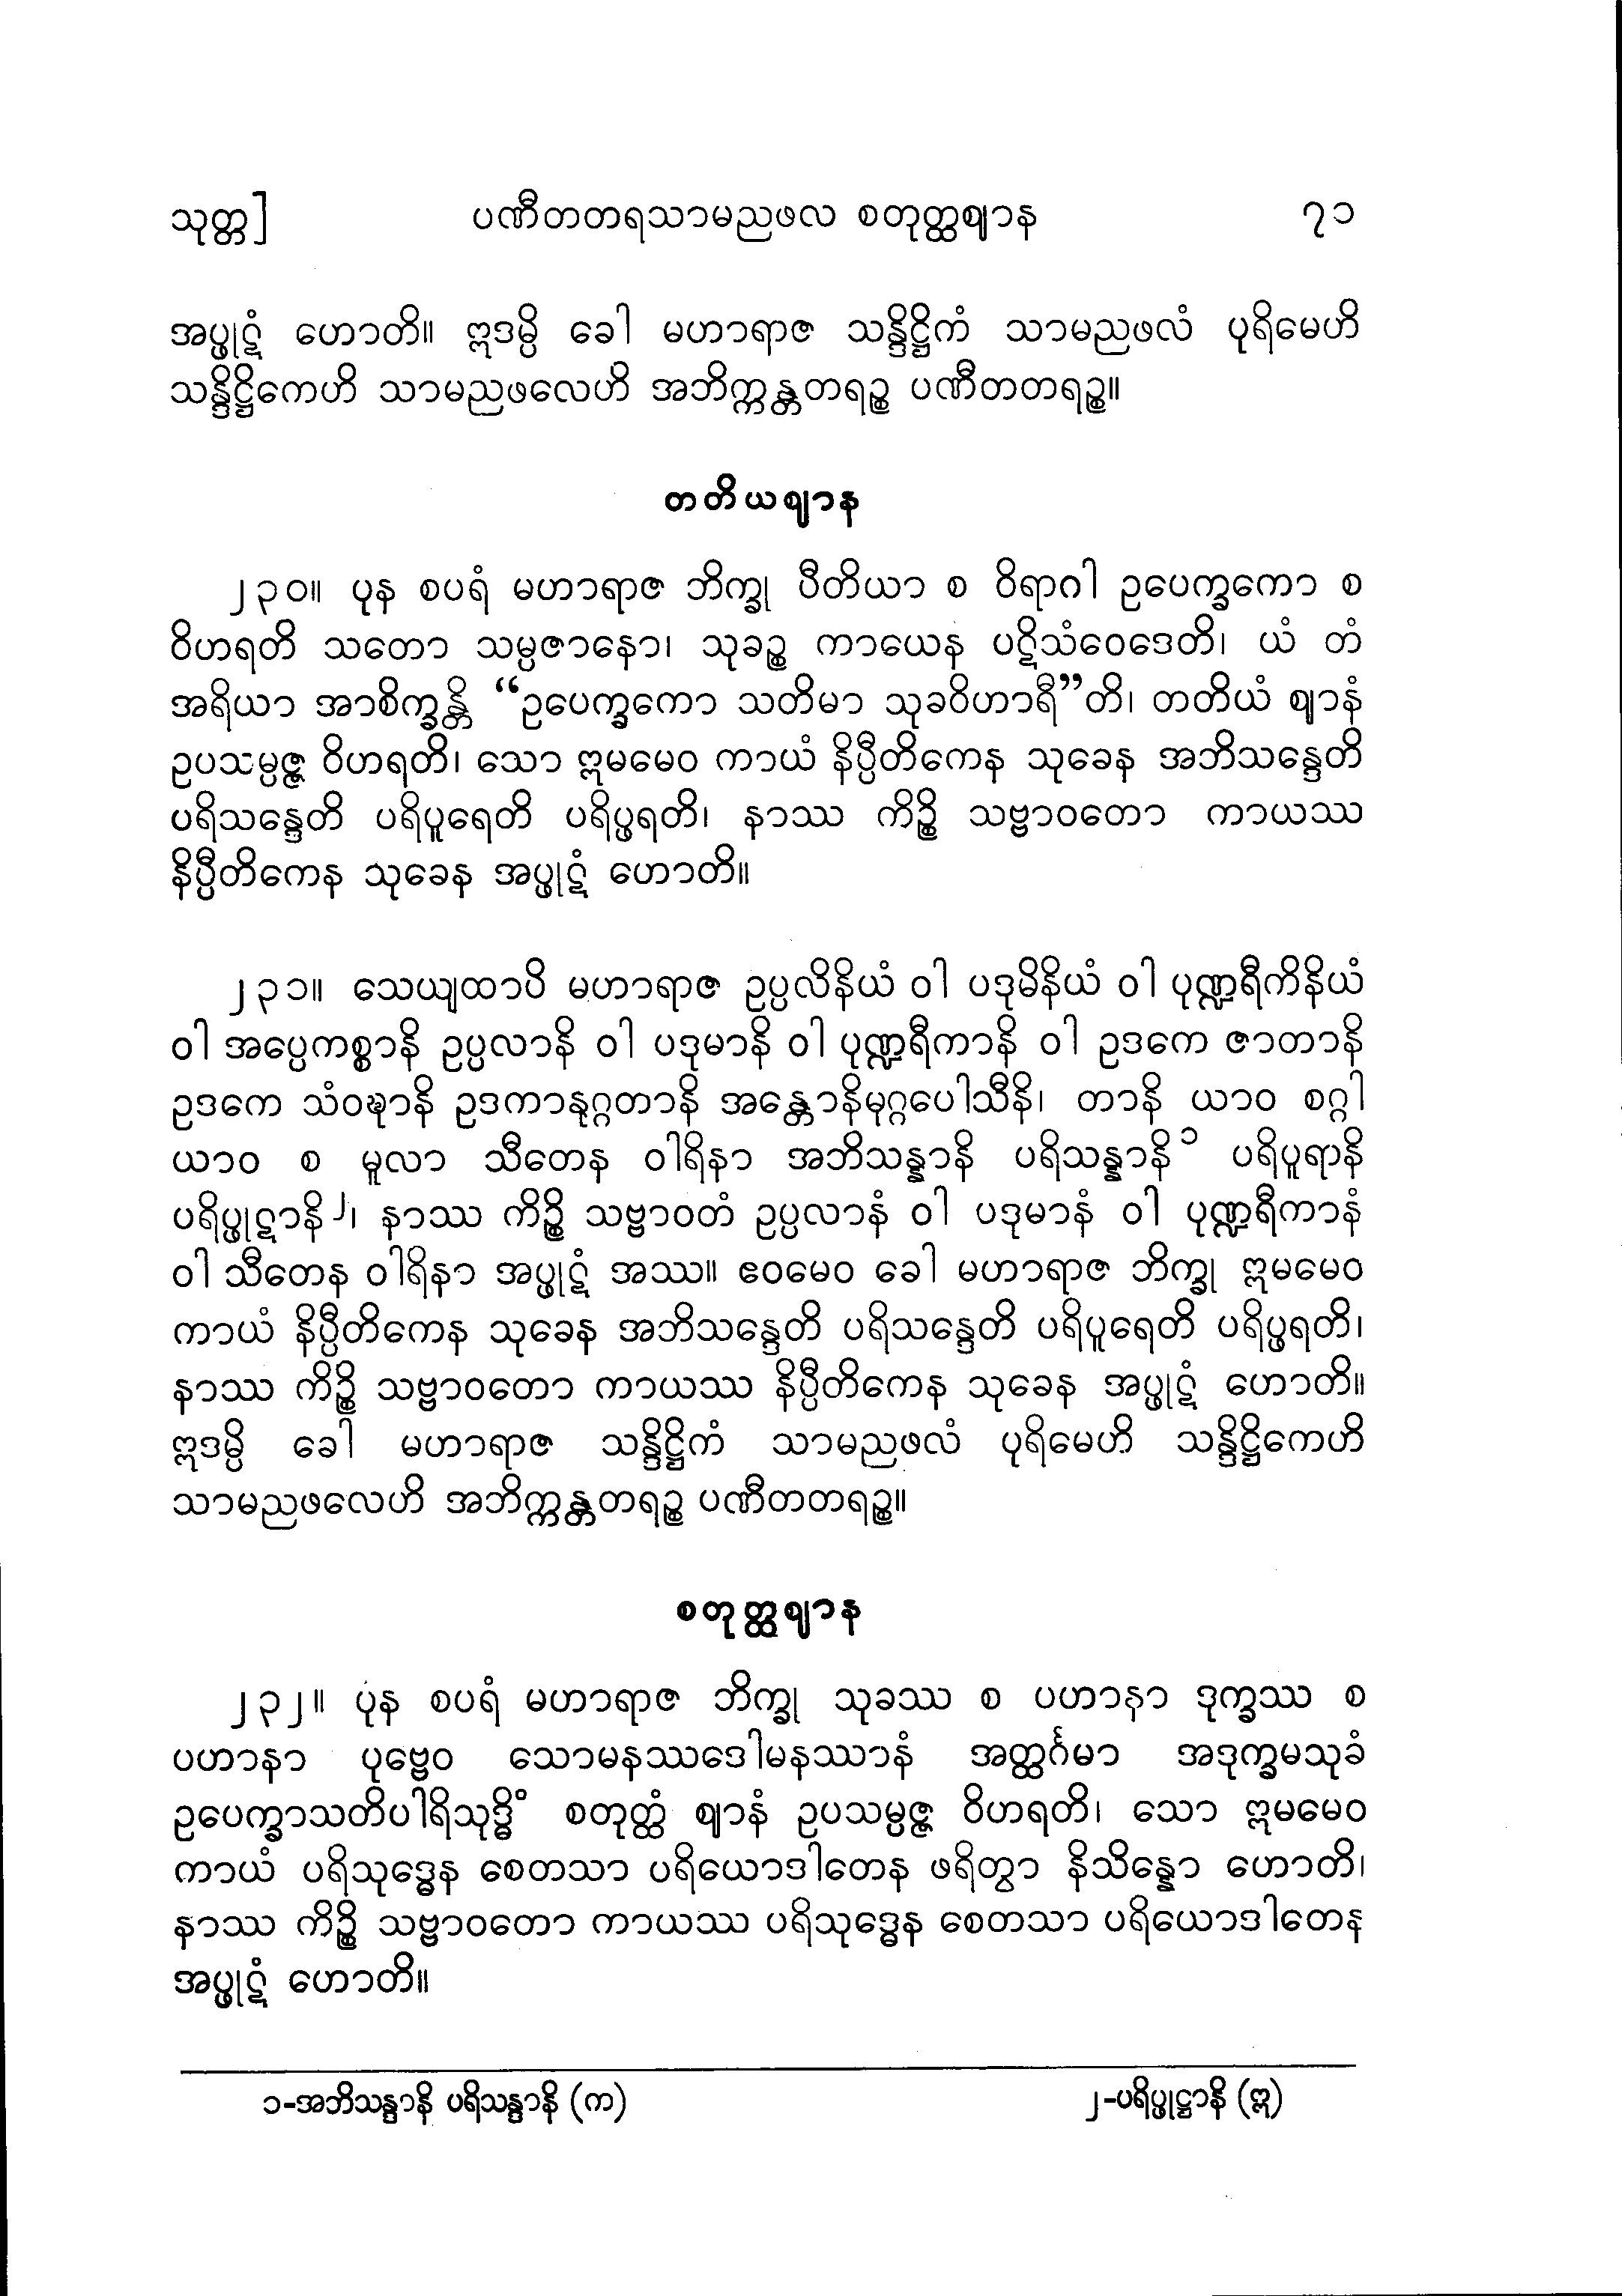 သုတ္တ] ပဏီတတရသာမညဖလ စတုတ္ထဈာန ၇၁
အပ္ဖုဋံ ဟောတိ။ ဣဒမ္ပိ ခေါ မဟာရာဇ သန္ဒိဋ္ဌိကံ သာမညဖလံ ပုရိမေဟိ
သန္ဒိဋ္ဌိကေဟိ သာမညဖလေဟိ အဘိက္ကန္တတရဉ္စ ပဏီတတရဉ္စ။
တတိယဈာန
၂၃၀။ ပုန စပရံ မဟာရာဇ ဘိက္ခု ပီတိယာ စ ဝိရာဂါ ဥပေက္ခကော စ
ဝိဟရတိ သတော သမ္ပဇာနော၊ သုခဉ္စ ကာယေန ပဋိသံဝေဒေတိ၊ ယံ တံ
အရိယာ အာစိက္ခန္တိ “ဥပေက္ခကော သတိမာ သုခဝိဟာရီ”တိ၊ တတိယံ ဈာနံ
ဥပသမ္ပဇ္ဇ ဝိဟရတိ၊ သော ဣမမေဝ ကာယံ နိပ္ပီတိကေန သုခေန အဘိသန္ဒေတိ
ပရိသန္ဒေတိ ပရိပူရေတိ ပရိပ္ဖရတိ၊ နာဿ ကိဉ္စိ သဗ္ဗာဝတော ကာယဿ
နိပ္ပီတိကေန သုခေန အပ္ဖုဋံ ဟောတိ။
၂၃၁။ သေယျထာပိ မဟာရာဇ ဥပ္ပလိနိယံ ဝါ ပဒုမိနိယံ ဝါ ပုဏ္ဍရီကိနိယံ
ဝါ အပ္ပေကစ္စာနိ ဥပ္ပလာနိ ဝါ ပဒုမာနိ ဝါ ပုဏ္ဍရီကာနိ ဝါ ဥဒကေ ဇာတာနိ
ဥဒကေ သံဝဍ္ဎာနိ ဥဒကာနုဂ္ဂတာနိ အန္တောနိမုဂ္ဂပေါသီနိ၊ တာနိ ယာဝ စဂ္ဂါ
ယာဝ စ မူလာ သီတေန ဝါရိနာ အဘိသန္နာနိ ပရိသန္နာနိ၁ ပရိပူရာနိ
ပရိပ္ဖုဋာနိ၂၊ နာဿ ကိဉ္စိ သဗ္ဗာဝတံ ဥပ္ပလာနံ ဝါ ပဒုမာနံ ဝါ ပုဏ္ဍရီကာနံ
ဝါ သီတေန ဝါရိနာ အပ္ဖုဋံ အဿ။ ဧဝမေဝ ခေါ မဟာရာဇ ဘိက္ခု ဣမမေဝ
ကာယံ နိပ္ပီတိကေန သုခေန အဘိသန္ဒေတိ ပရိသန္ဒေတိ ပရိပူရေတိ ပရိပ္ဖရတိ၊
နာဿ ကိဉ္စိ သဗ္ဗာဝတော ကာယဿ နိပ္ပီတိကေန သုခေန အပ္ဖုဋံ ဟောတိ။
ဣဒမ္ပိ ခေါ မဟာရာဇ သန္ဒိဋ္ဌိကံ သာမညဖလံ ပုရိမေဟိ သန္ဒိဋ္ဌိကေဟိ
သာမညဖလေဟိ အဘိက္ကန္တတရဉ္စ ပဏီတတရဉ္စ။
စတုတ္ထဈာန
၂၃၂။ ပုန စပရံ မဟာရာဇ ဘိက္ခု သုခဿ စ ပဟာနာ ဒုက္ခဿ စ
ပဟာနာ ပုဗ္ဗေဝ သောမနဿဒေါမနဿာနံ အတ္ထင်္ဂမာ အဒုက္ခမသုခံ
ဥပေက္ခာသတိပါရိသုဒ္ဓိံ စတုတ္ထံ ဈာနံ ဥပသမ္ပဇ္ဇ ဝိဟရတိ၊ သော ဣမမေဝ
ကာယံ ပရိသုဒ္ဓေန စေတသာ ပရိယောဒါတေန ဖရိတွာ နိသိန္နော ဟောတိ၊
နာဿ ကိဉ္စိ သဗ္ဗာဝတော ကာယဿ ပရိသုဒ္ဓေန စေတသာ ပရိယောဒါတေန
အပ္ဖုဋံ ဟောတိ။
၁-အဘိသန္ဒာနိ ပရိသန္ဒာနိ (က) ၂-ပရိပ္ဖုဋ္ဌာနိ (ဣ)